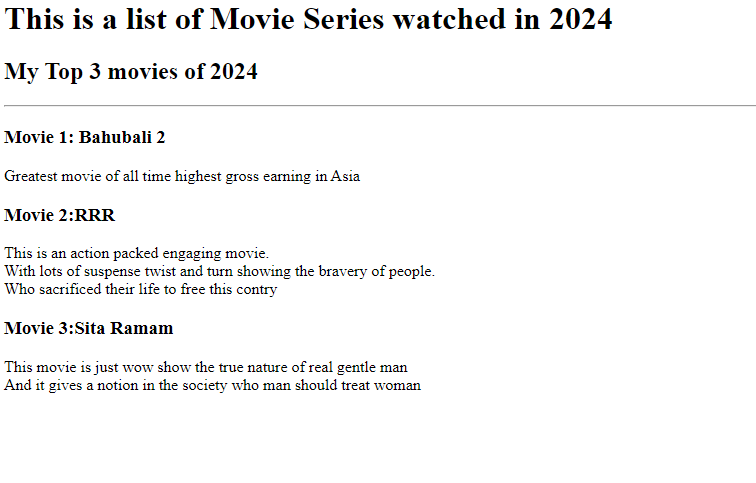 This is a list of Movie Series watched in 2024
My Top 3 movies of 2024
Movie 1: Bahubali 2
Greatest movie of all time highest gross earning in Asia
Movie 2:RRR
This is an action packed engaging movie.
With lots of suspense twist and turn showing the bravery of people.
Who sacrificed their life to free this contry
Movie 3:Sita Ramam
This movie is just wow show the true nature of real gentle man
And it gives a notion in the society who man should treat woman